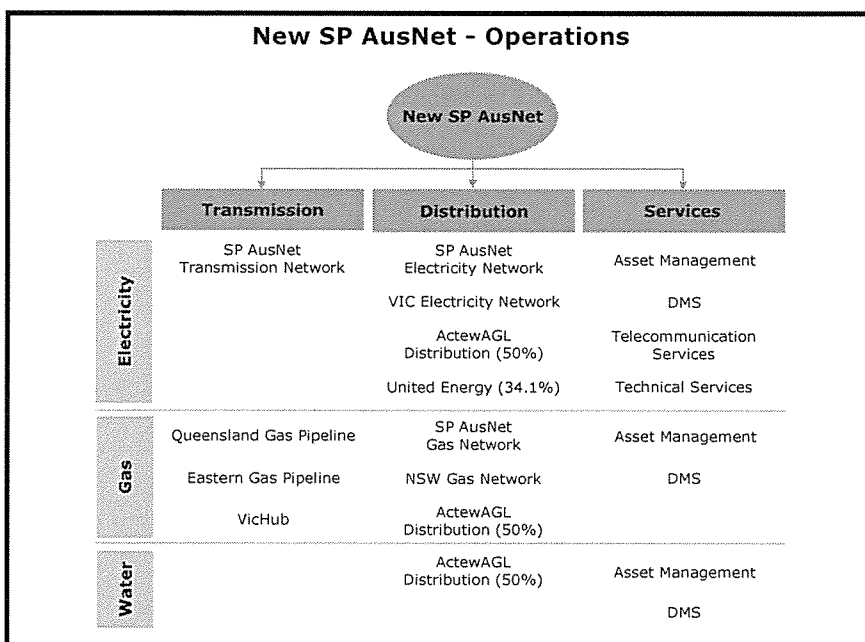 New SP AusNet - Operations
New SP AusNet
Transmission
Distribution
Services
Electricity
SP AusNet
Transmission Network
SP AusNet
Electricity Network
VIC Electricity Network
ActewAGL
Distribution (50%)
United Energy (34.1%)
Asset Management
DMS
Telecommunication
Services
Technical Services
Gas
Queensland Gas Pipeline
Eastern Gas Pipeline
VicHub
SP AusNet
Gas Network
NSW Gas Network
ActewAGL
Distribution (50%)
Asset Management
DMS
Water
ActewAGL
Distribution (50%)
Asset Management
DMS